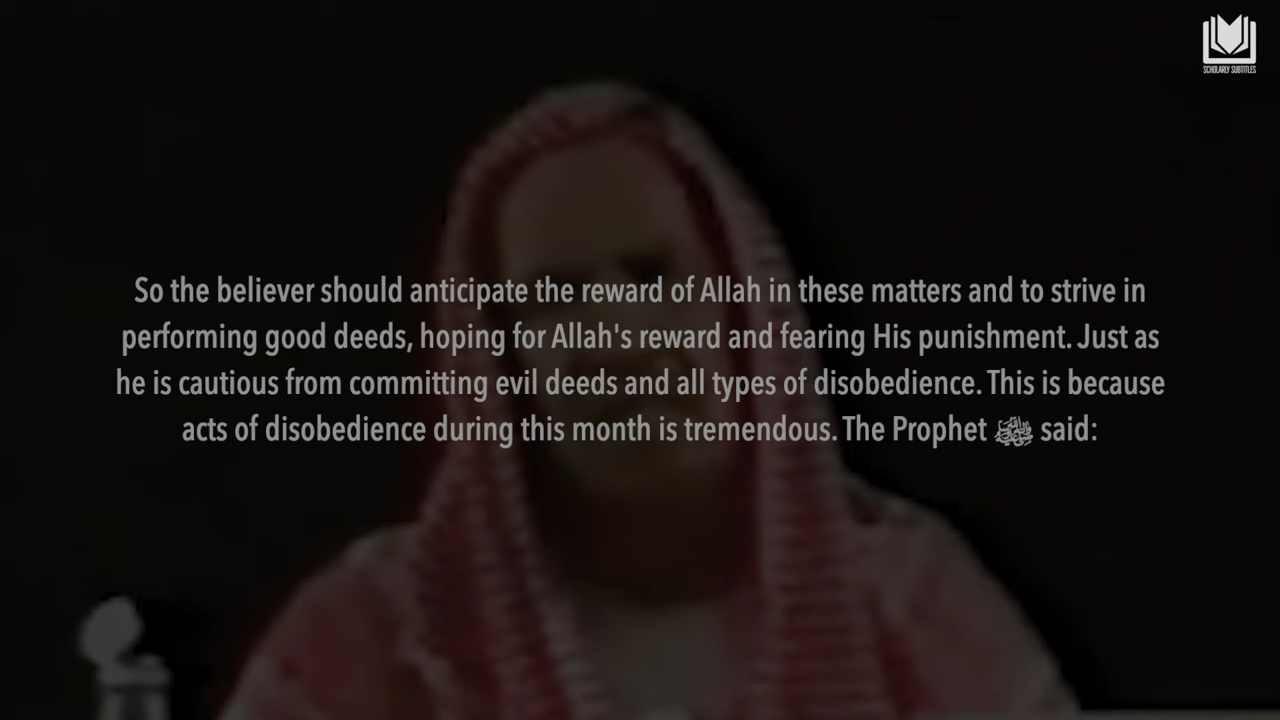 SCHOLARLY SUBTITLES
So the believer should anticipate the reward of Allah in these matters and to strive in
performing good deeds, hoping for Allah's reward and fearing His punishment. Just as
he is cautious from committing evil deeds and all types of disobedience. This is because
acts of disobedience during this month is tremendous. The Prophet ﷺ said: